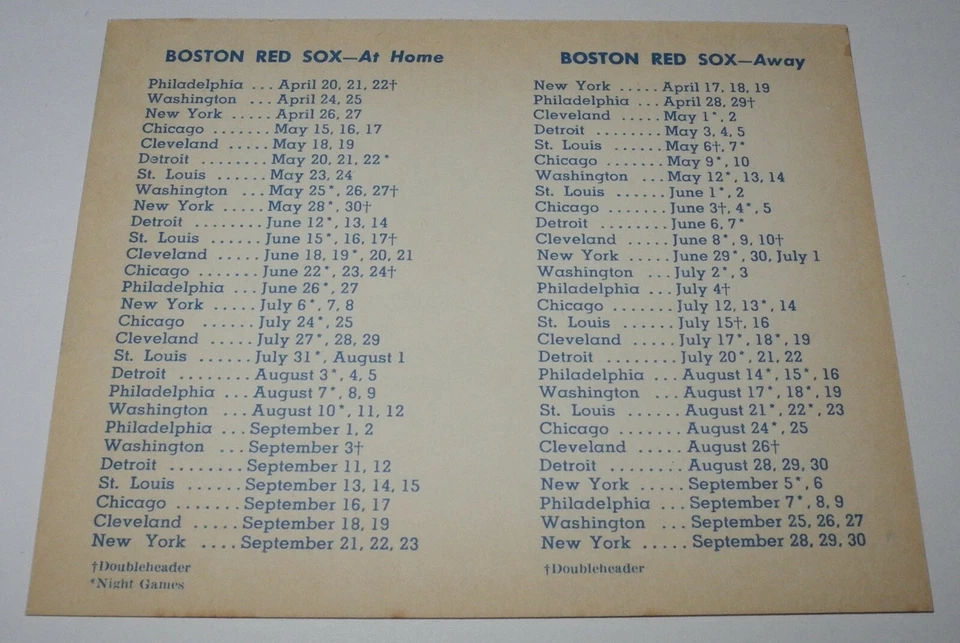 BOSTON RED SOX—At Home
Philadelphia ... April 20, 21, 22†
Washington ... April 24, 25
New York ..... April 26, 27
Chicago ....... May 15, 16, 17
Cleveland ..... May 18, 19
Detroit ........ May 20, 21, 22*
St. Louis ...... May 23, 24
Washington ... May 25*, 26, 27†
New York ..... May 28*, 30†
Detroit ........ June 12*, 13, 14
St. Louis ...... June 15*, 16, 17†
Cleveland ..... June 18, 19*, 20, 21
Chicago ....... June 22*, 23, 24†
Philadelphia ... June 26*, 27
New York ..... July 6*, 7, 8
Chicago ...... July 24*, 25
Cleveland ..... July 27*, 28, 29
St. Louis ...... July 31*, August 1
Detroit ........ August 3*, 4, 5
Philadelphia ... August 7*, 8, 9
Washington ... August 10*, 11, 12
Philadelphia ... September 1, 2
Washington ... September 3†
Detroit ........ September 11, 12
St. Louis ...... September 13, 14, 15
Chicago ...... September 16, 17
Cleveland ..... September 18, 19
New York .... September 21, 22, 23
†Doubleheader
*Night Games
BOSTON RED SOX—Away
New York ..... April 17, 18, 19
Philadelphia ... April 28, 29†
Cleveland ..... May 1*, 2
Detroit ........ May 3, 4, 5
St. Louis ...... May 6†, 7*
Chicago ...... May 9*, 10
Washington ... May 12*, 13, 14
St. Louis ...... June 1*, 2
Chicago ...... June 3†, 4*, 5
Detroit ........ June 6, 7*
Cleveland ..... June 8*, 9, 10†
New York ..... June 29*, 30, July 1
Washington ... July 2*, 3
Philadelphia ... July 4†
Chicago ...... July 12, 13*, 14
St. Louis ...... July 15†, 16
Cleveland ..... July 17*, 18*, 19
Detroit ........ July 20*, 21, 22
Philadelphia ... August 14*, 15*, 16
Washington ... August 17*, 18*, 19
St. Louis ...... August 21*, 22*, 23
Chicago ...... August 24*, 25
Cleveland ..... August 26†
Detroit ........ August 28, 29, 30
New York ..... September 5*, 6
Philadelphia ... September 7*, 8, 9
Washington ... September 25, 26, 27
New York ..... September 28, 29, 30
†Doubleheader